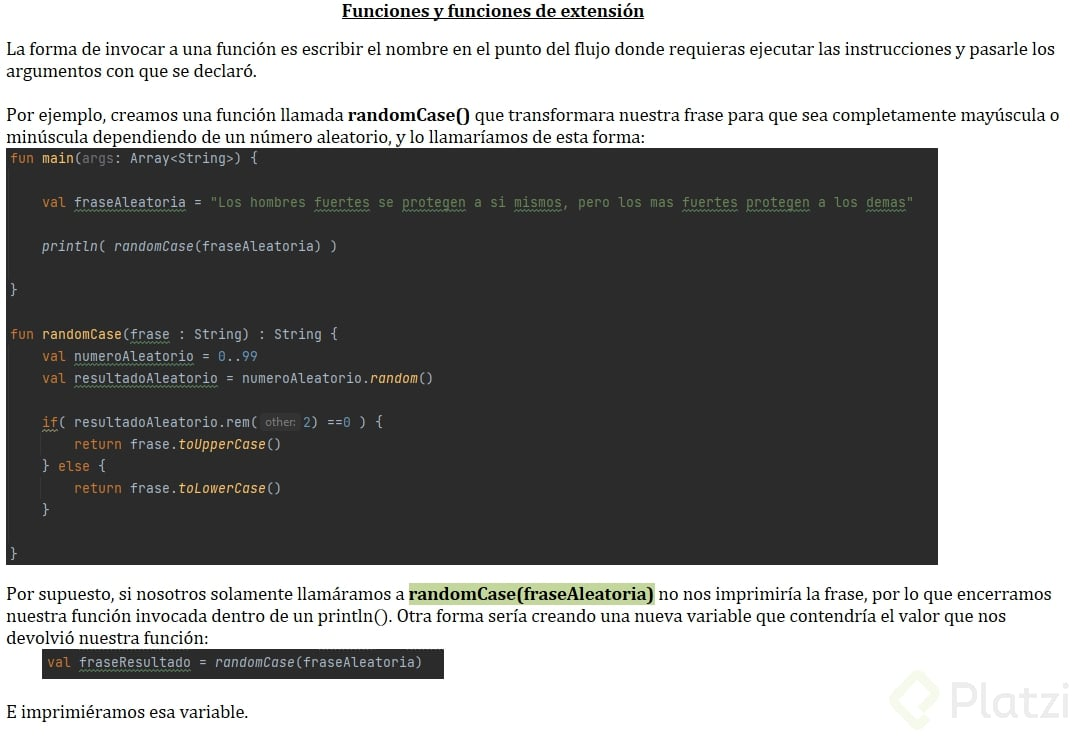 Funciones y funciones de extensión
La forma de invocar a una función es escribir el nombre en el punto del flujo donde requieras ejecutar las instrucciones y pasarle los
argumentos con que se declaró.
Por ejemplo, creamos una función llamada randomCase() que transformara nuestra frase para que sea completamente mayúscula o
minúscula dependiendo de un número aleatorio, y lo llamaríamos de esta forma:
fun main(args: Array<String>) {
val fraseAleatoria = "Los hombres fuertes se protegen a si mismos, pero los mas fuertes protegen a los demas"
println( randomCase(fraseAleatoria) )
}
fun randomCase(frase : String) : String {
val numeroAleatorio = 0..99
val resultadoAleatorio = numeroAleatorio.random()
if( resultadoAleatorio.rem( other: 2) ==0 ) {
return frase.toUpperCase()
} else {
return frase.toLowerCase()
}
}
Por supuesto, si nosotros solamente llamáramos a randomCase(fraseAleatoria) no nos imprimiría la frase, por lo que encerramos
nuestra función invocada dentro de un println(). Otra forma sería creando una nueva variable que contendría el valor que nos
devolvió nuestra función:
val fraseResultado = randomCase(fraseAleatoria)
E imprimiéramos esa variable.
Platzi